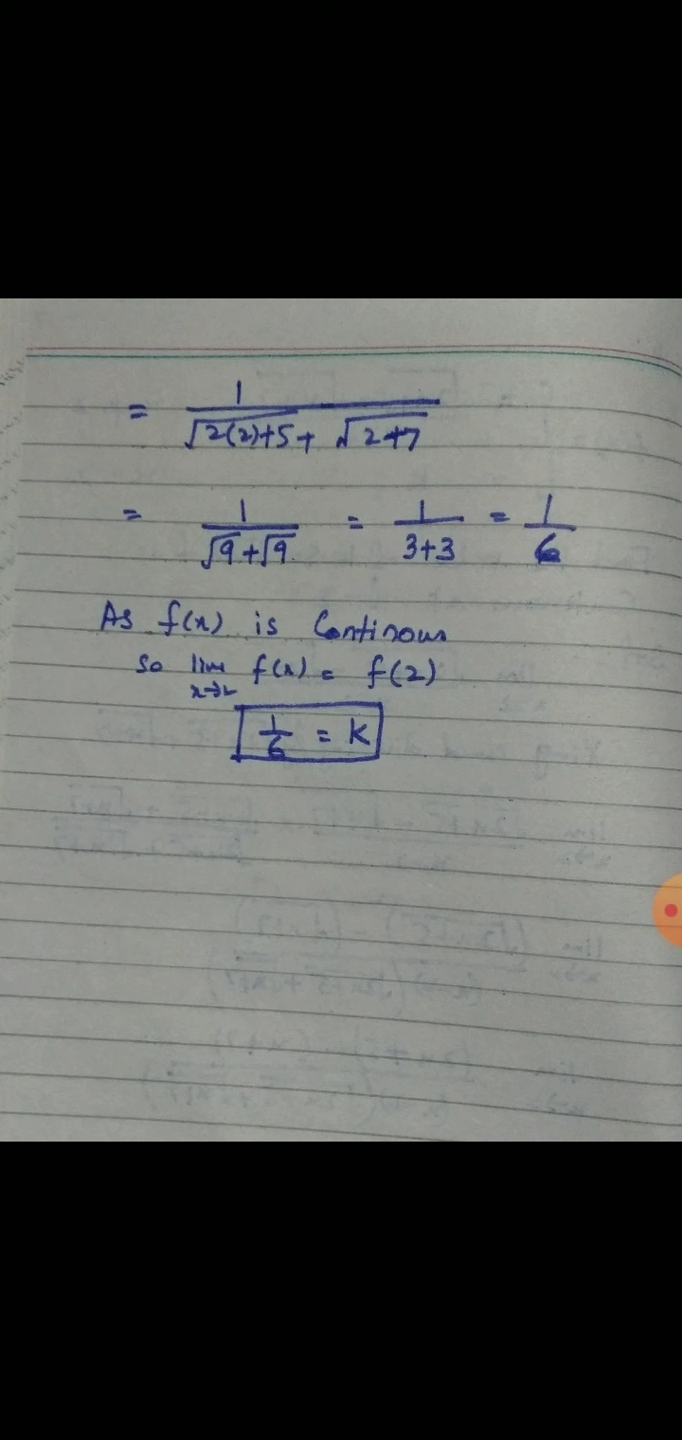 = 1/(√2(2)+5 + √2+7)
= 1/(√9+√9) = 1/(3+3) = 1/6
As f(x) is Continous
so lim x→2 f(x) = f(2)
1/6 = K